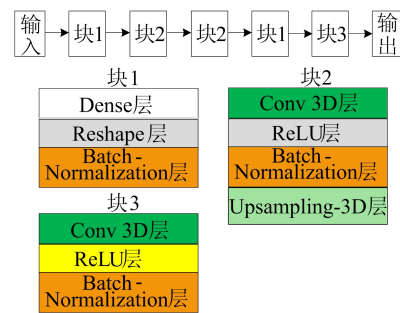 输入 块1 块2 块2 块1 块3 输出
块1
Dense层
Reshape层
Batch-
Normalization层
块2
Conv 3D层
ReLU层
Batch-
Normalization层
Upsampling-3D层
块3
Conv 3D层
ReLU层
Batch-
Normalization层